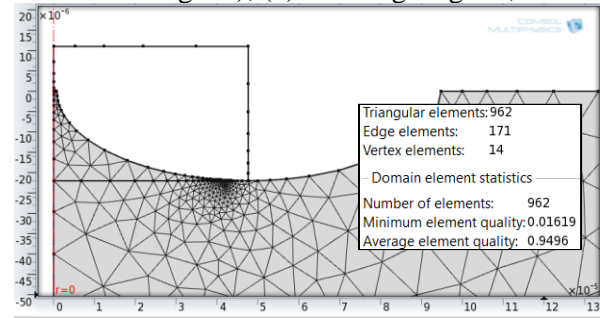 ×10⁻⁶
COMSOL
MULTIPHYSICS
20
15
10
5
0
-5
-10
-15
-20
-25
-30
-35
-40
-45
-50
Triangular elements: 962
Edge elements: 171
Vertex elements: 14
Domain element statistics
Number of elements: 962
Minimum element quality: 0.01619
Average element quality: 0.9496
r=0
×10⁻⁵
0 1 2 3 4 5 6 7 8 9 10 11 12 13